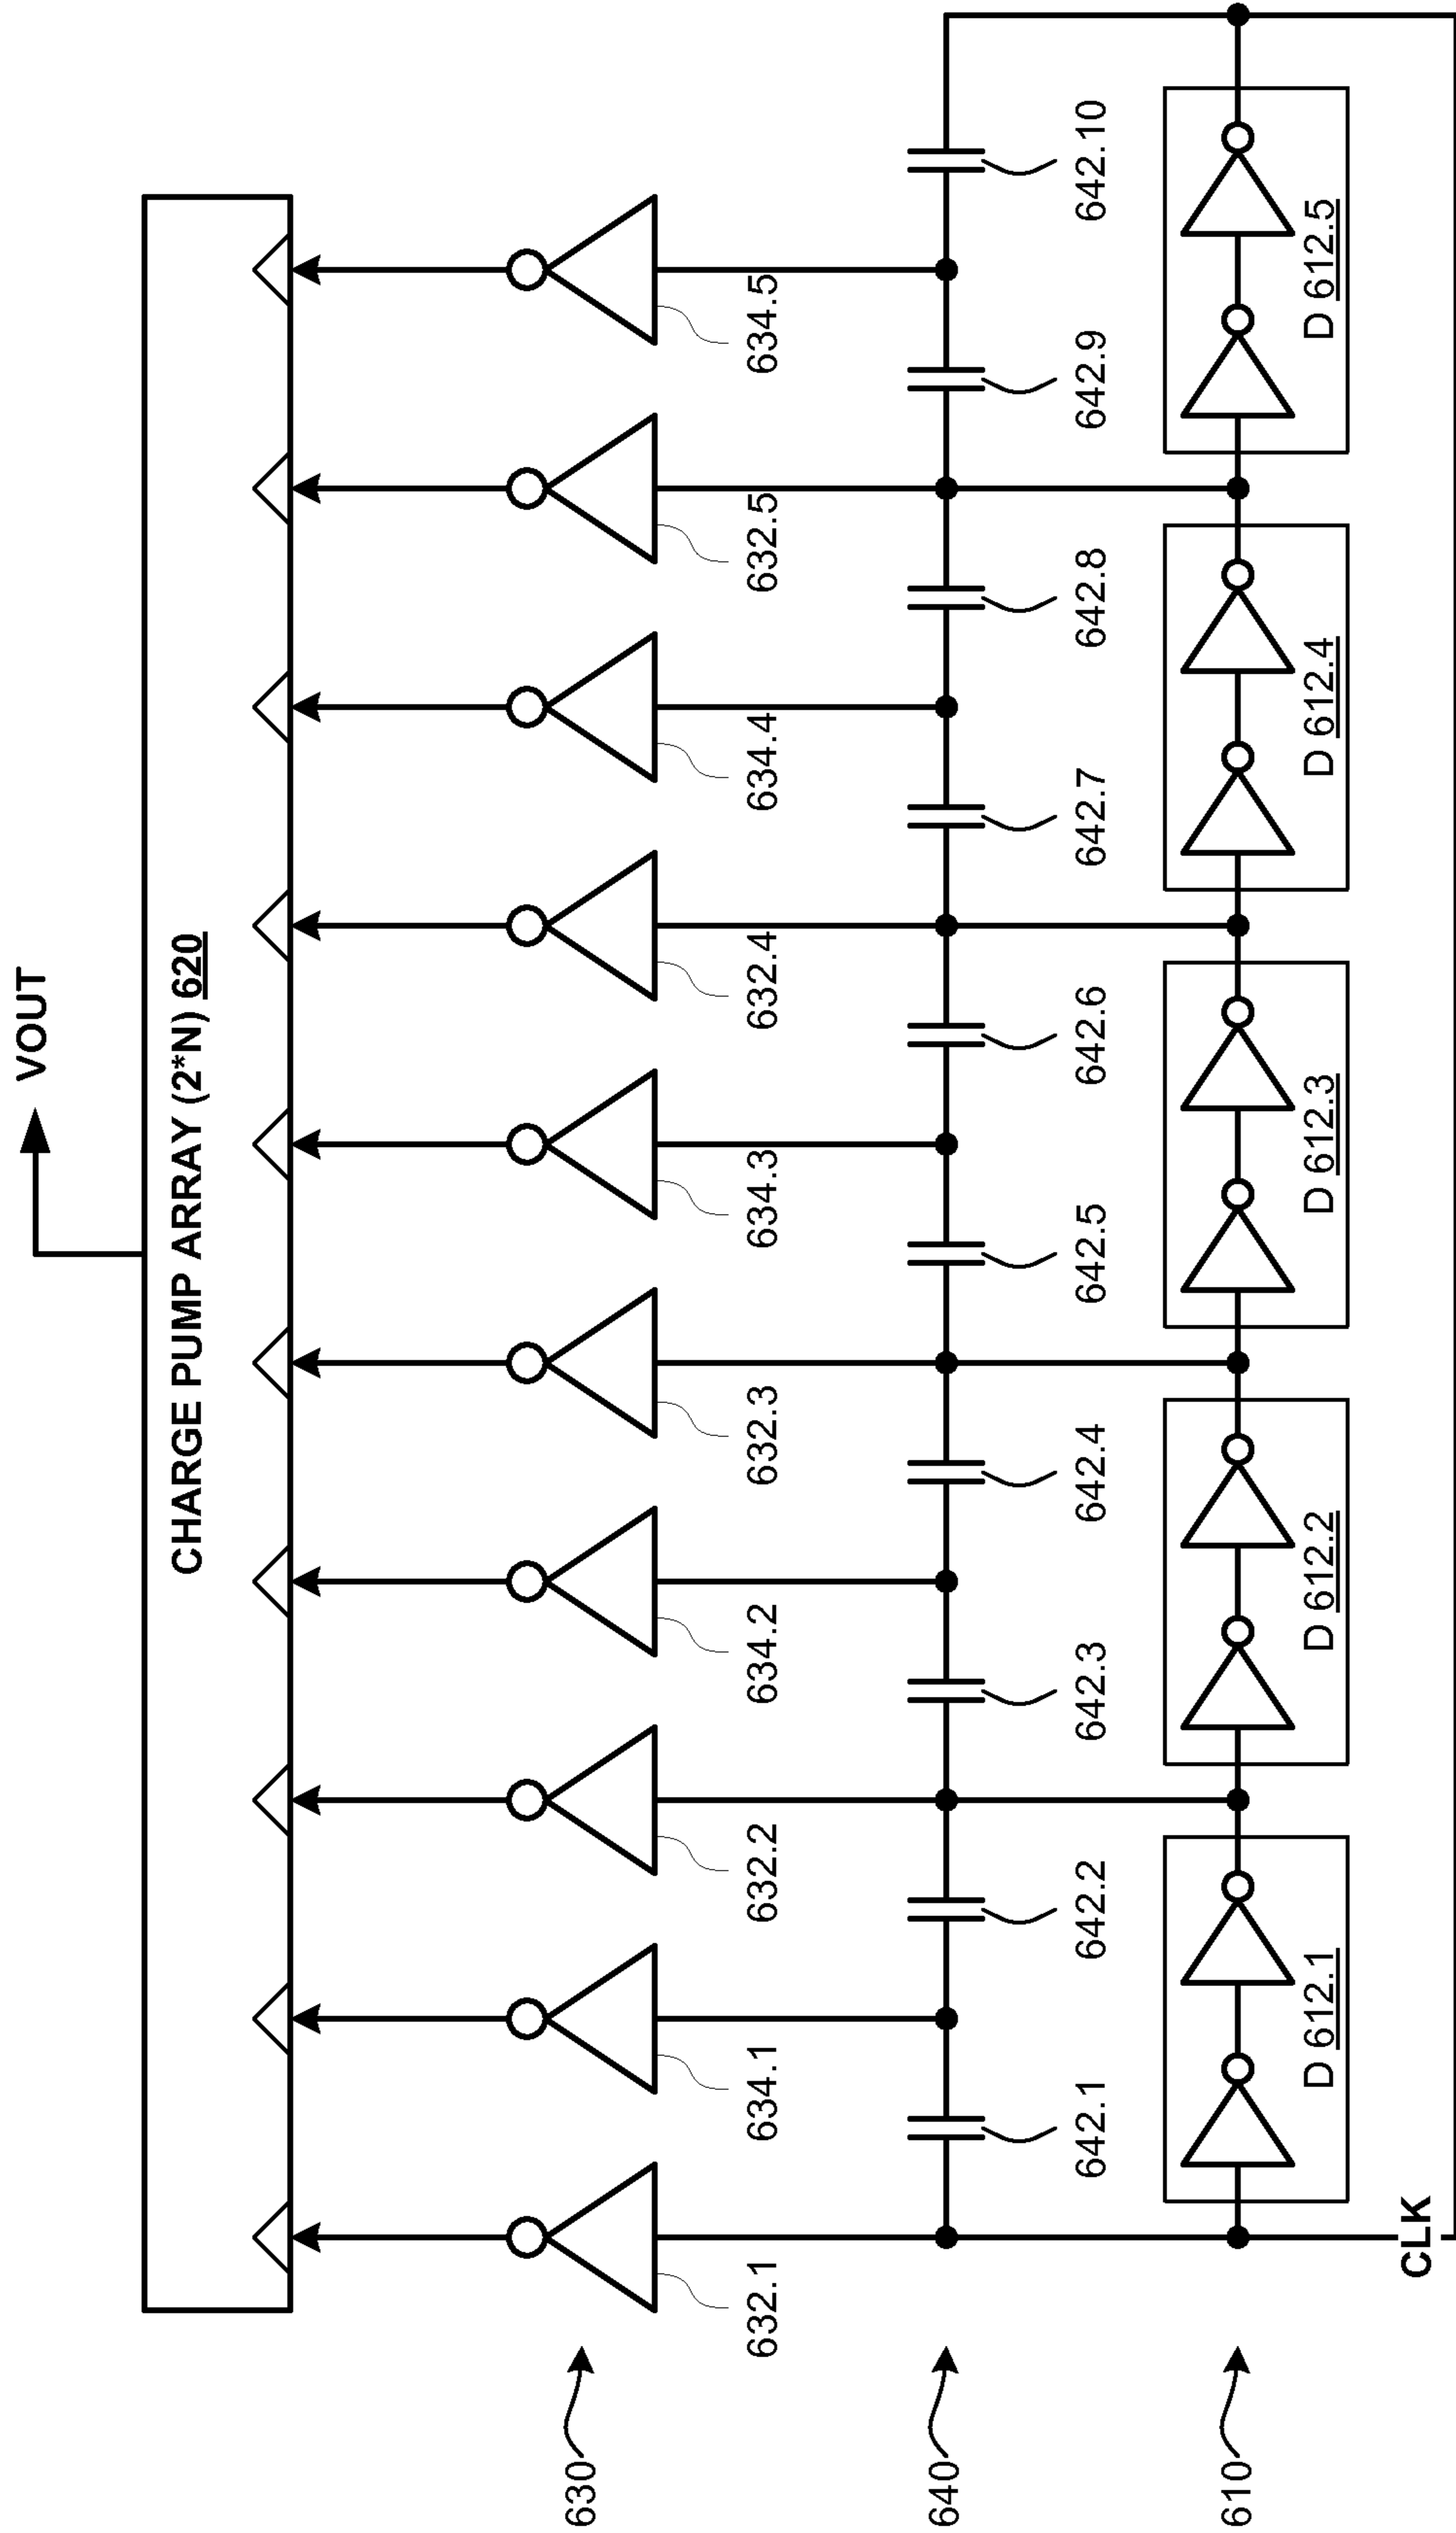 VOUT
CHARGE PUMP ARRAY (2*N) 620
630
632.1
634.1
632.2
634.2
632.3
634.3
632.4
634.4
632.5
634.5
640
642.1
642.2
642.3
642.4
642.5
642.6
642.7
642.8
642.9
642.10
610
D 612.1
D 612.2
D 612.3
D 612.4
D 612.5
CLK